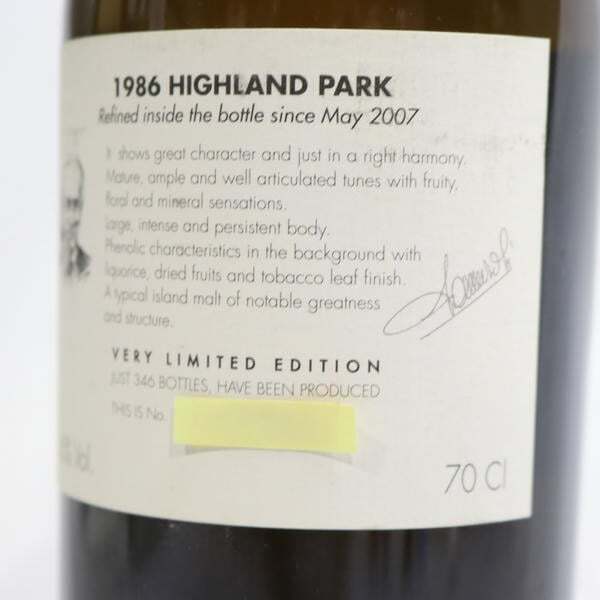 1986 HIGHLAND PARK
Refined inside the bottle since May 2007
It shows great character and just in a right harmony.
Mature, ample and well articulated tunes with fruity,
floral and mineral sensations.
Large, intense and persistent body.
Phenolic characteristics in the background with
liquorice, dried fruits and tobacco leaf finish.
A typical island malt of notable greatness
and structure.
VERY LIMITED EDITION
JUST 346 BOTTLES, HAVE BEEN PRODUCED
THIS IS No.
Vol.
70 Cl